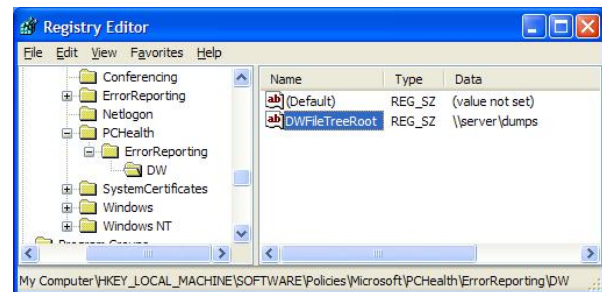 Registry Editor
File Edit View Favorites Help
Conferencing
ErrorReporting
Netlogon
PCHealth
ErrorReporting
DW
SystemCertificates
Windows
Windows NT
Name Type Data
ab (Default) REG_SZ (value not set)
ab DWFileTreeRoot REG_SZ \\server\dumps
My Computer\HKEY_LOCAL_MACHINE\SOFTWARE\Policies\Microsoft\PCHealth\ErrorReporting\DW